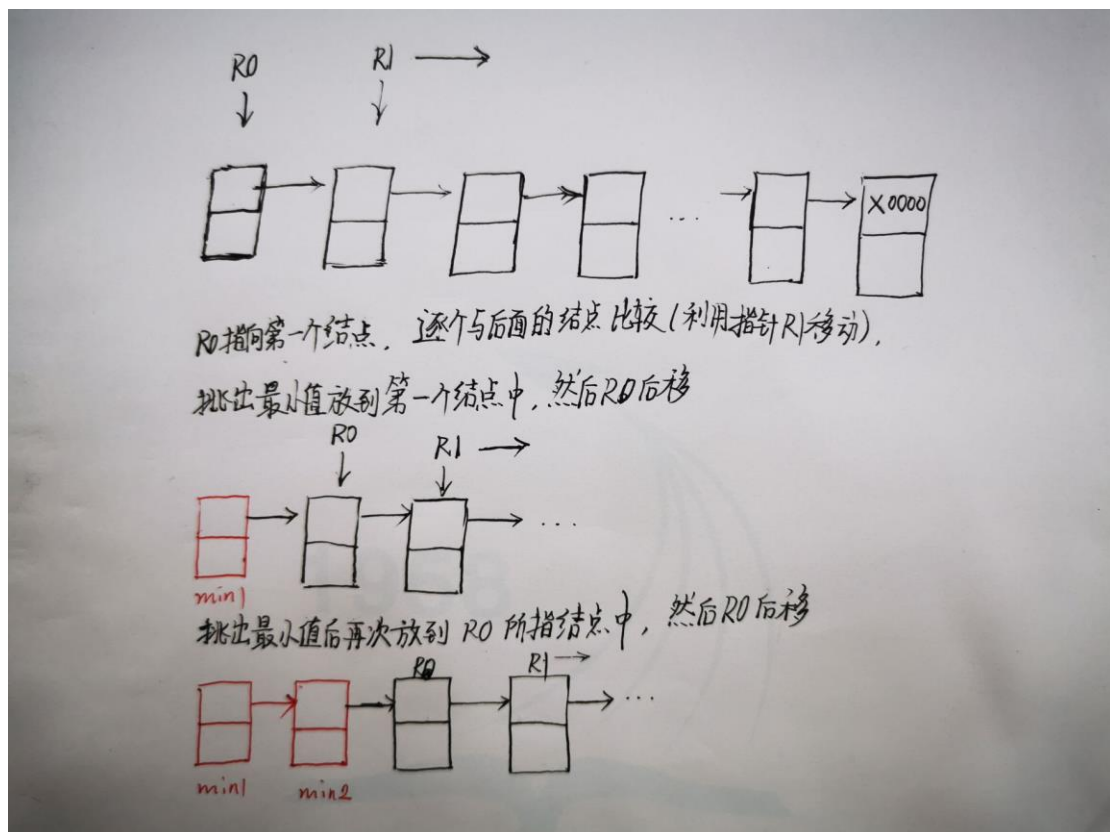 R0 R1
x0000
...
R0指向第一个结点，逐个与后面的结点比较(利用指针R1移动),
挑出最小值放到第一个结点中，然后R0后移
R0 R1
...
min1
挑出最小值后再次放到 R0 所指结点中，然后R0后移
R0 R1
...
min1 min2